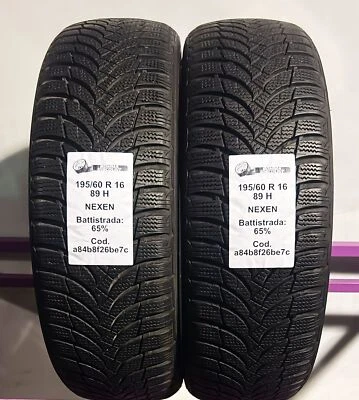 195/60 R 16
89 H
NEXEN
Battistrada:
65%
Cod.
a84b8f26be7c
195/60 R 16
89 H
NEXEN
Battistrada:
65%
Cod.
a84b8f26be7c